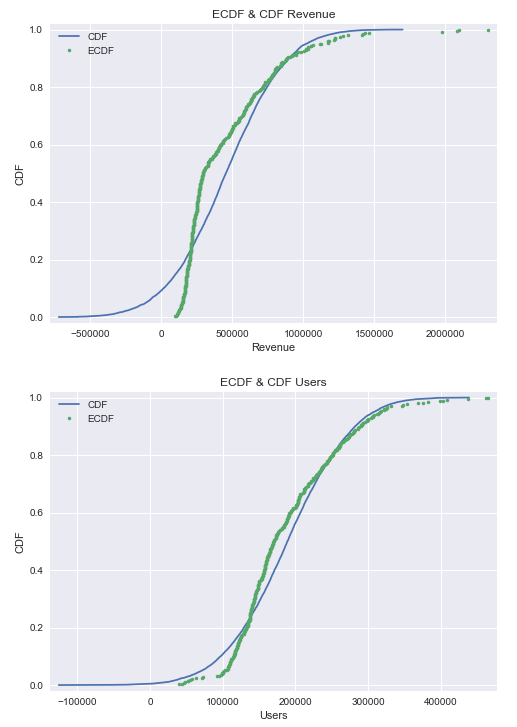 ECDF & CDF Revenue
1.0
CDF
ECDF
0.8
0.6
CDF
0.4
0.2
0.0
−500000 0 500000 1000000 1500000 2000000
Revenue
ECDF & CDF Users
1.0
CDF
ECDF
0.8
0.6
CDF
0.4
0.2
0.0
−100000 0 100000 200000 300000 400000
Users